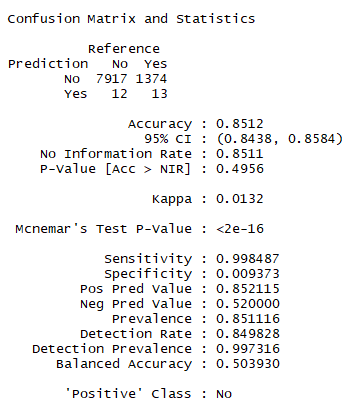 Confusion Matrix and Statistics
Reference
Prediction No Yes
No 7917 1374
Yes 12 13
Accuracy : 0.8512
95% CI : (0.8438, 0.8584)
No Information Rate : 0.8511
P-Value [Acc > NIR] : 0.4956
Kappa : 0.0132
Mcnemar's Test P-Value : <2e-16
Sensitivity : 0.998487
Specificity : 0.009373
Pos Pred Value : 0.852115
Neg Pred Value : 0.520000
Prevalence : 0.851116
Detection Rate : 0.849828
Detection Prevalence : 0.997316
Balanced Accuracy : 0.503930
'Positive' Class : No